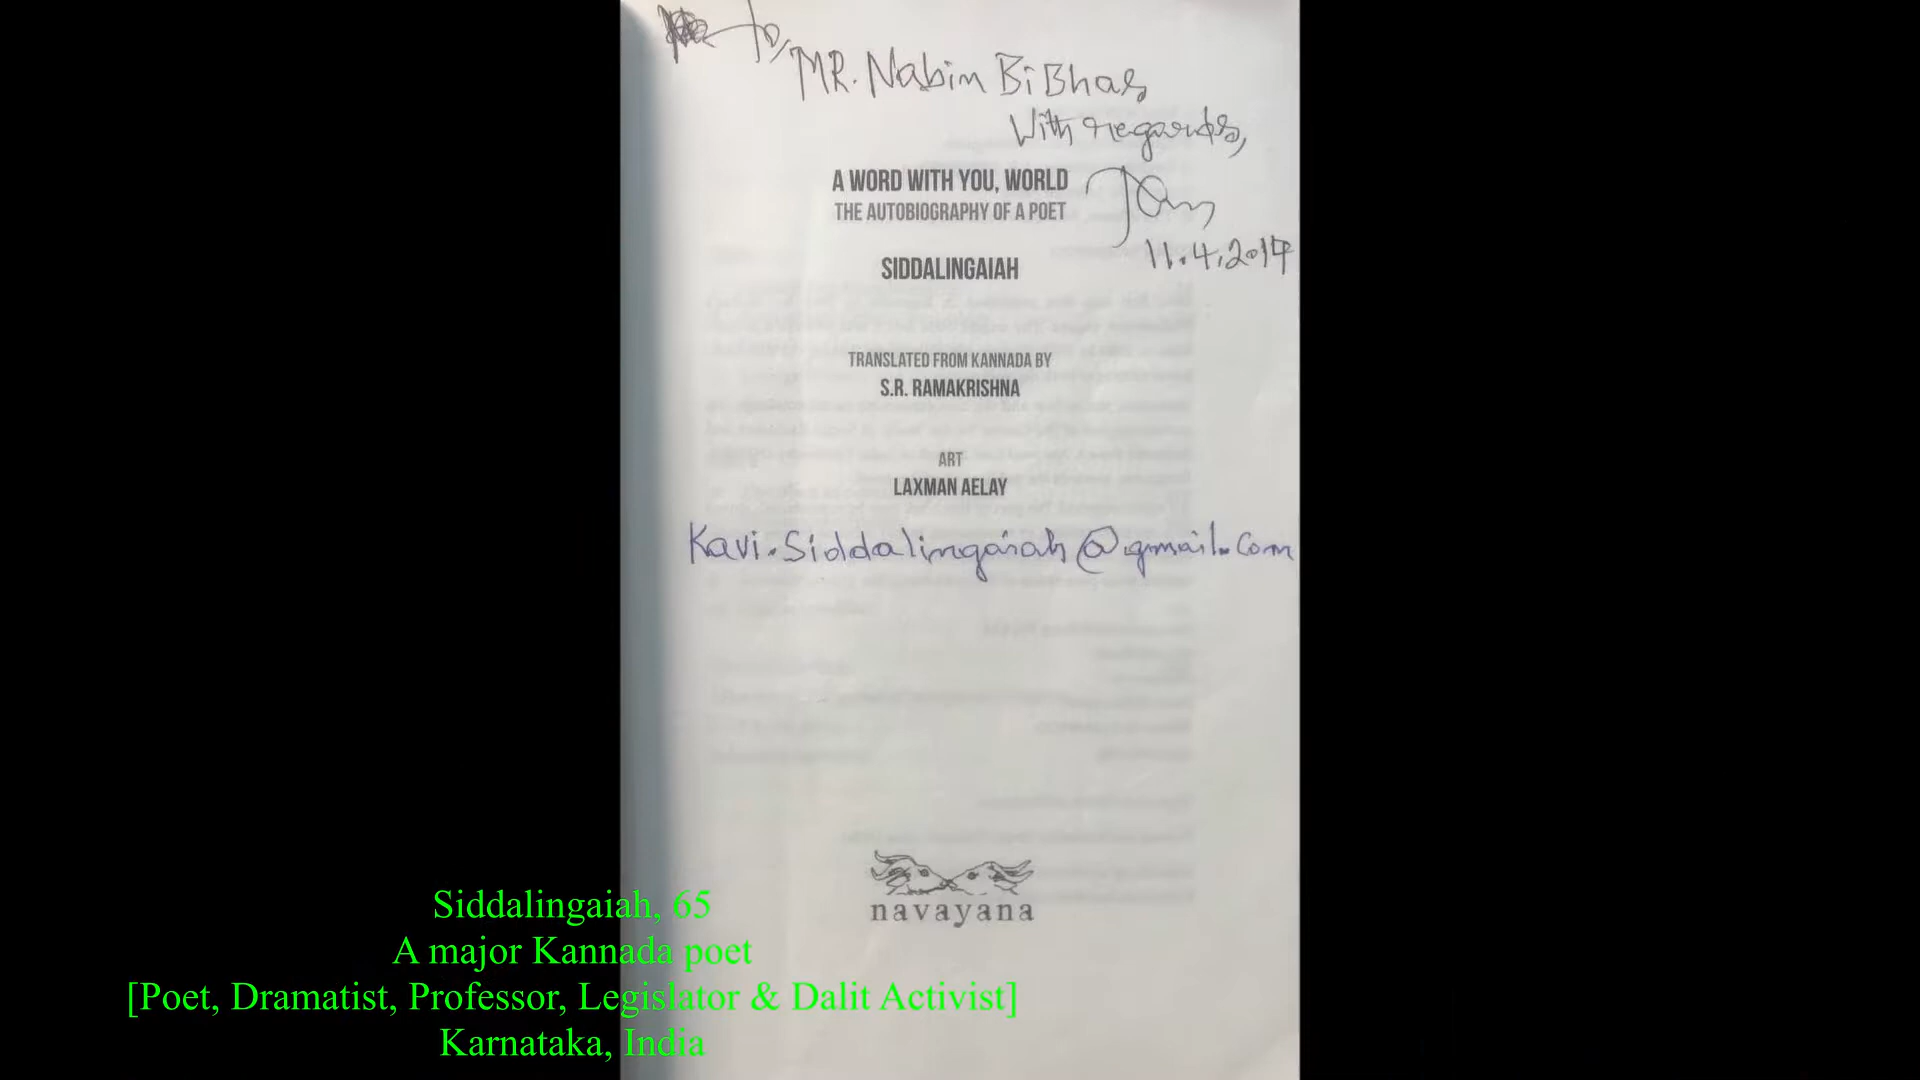 To,
MR. Nabin BiBhas
With regards,
11.4.2017
A WORD WITH YOU, WORLD
THE AUTOBIOGRAPHY OF A POET
SIDDALINGAIAH
TRANSLATED FROM KANNADA BY
S.R. RAMAKRISHNA
ART
LAXMAN AELAY
Kavi.Siddalingaiah@gmail.com
navayana
Siddalingaiah, 65
A major Kannada poet
[Poet, Dramatist, Professor, Legislator & Dalit Activist]
Karnataka, India